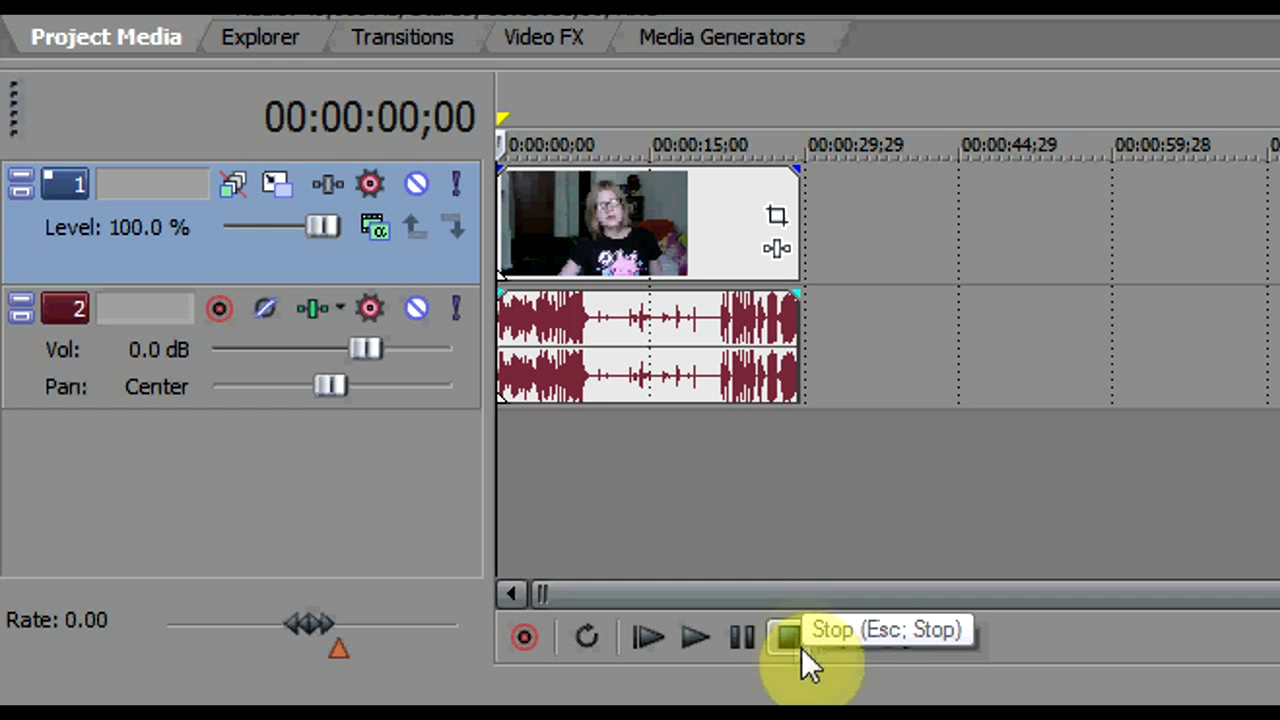 Project Media
Explorer
Transitions
Video FX
Media Generators
00:00:00;00
0:00:00;00
00:00:15;00
00:00:29;29
00:00:44;29
00:00:59;28
1
Level: 100.0 %
α
2
Vol: 0.0 dB
Pan: Center
Rate: 0.00
Stop (Esc; Stop)